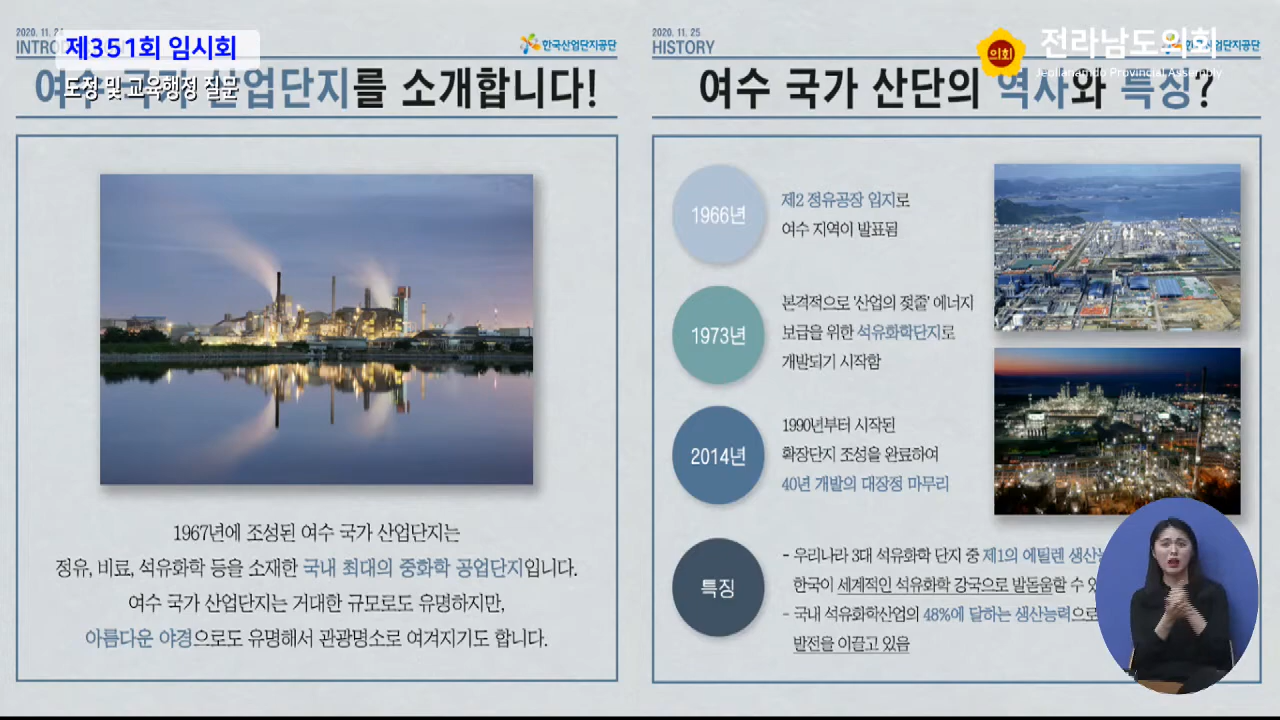 2020. 11. 2
INTRO
한국산업단지공단
제351회 임시회
도정 및 교육행정 질문
여수 국가 산업단지를 소개합니다!
1967년에 조성된 여수 국가 산업단지는
정유, 비료, 석유화학 등을 소재한 국내 최대의 중화학 공업단지입니다.
여수 국가 산업단지는 거대한 규모로도 유명하지만,
아름다운 야경으로도 유명해서 관광명소로 여겨지기도 합니다.
2020. 11. 25
HISTORY
의회
전라남도의회
Jeollanamdo Provincial Assembly
업단지공단
여수 국가 산단의 역사와 특징?
1966년
제2 정유공장 입지로
여수 지역이 발표됨
1973년
본격적으로 '산업의 젖줄' 에너지
보급을 위한 석유화학단지로
개발되기 시작함
2014년
1990년부터 시작된
확장단지 조성을 완료하여
40년 개발의 대장정 마무리
특징
- 우리나라 3대 석유화학 단지 중 제1의 에틸렌 생산
한국이 세계적인 석유화학 강국으로 발돋움할 수
- 국내 석유화학산업의 48%에 달하는 생산능력으로
발전을 이끌고 있음